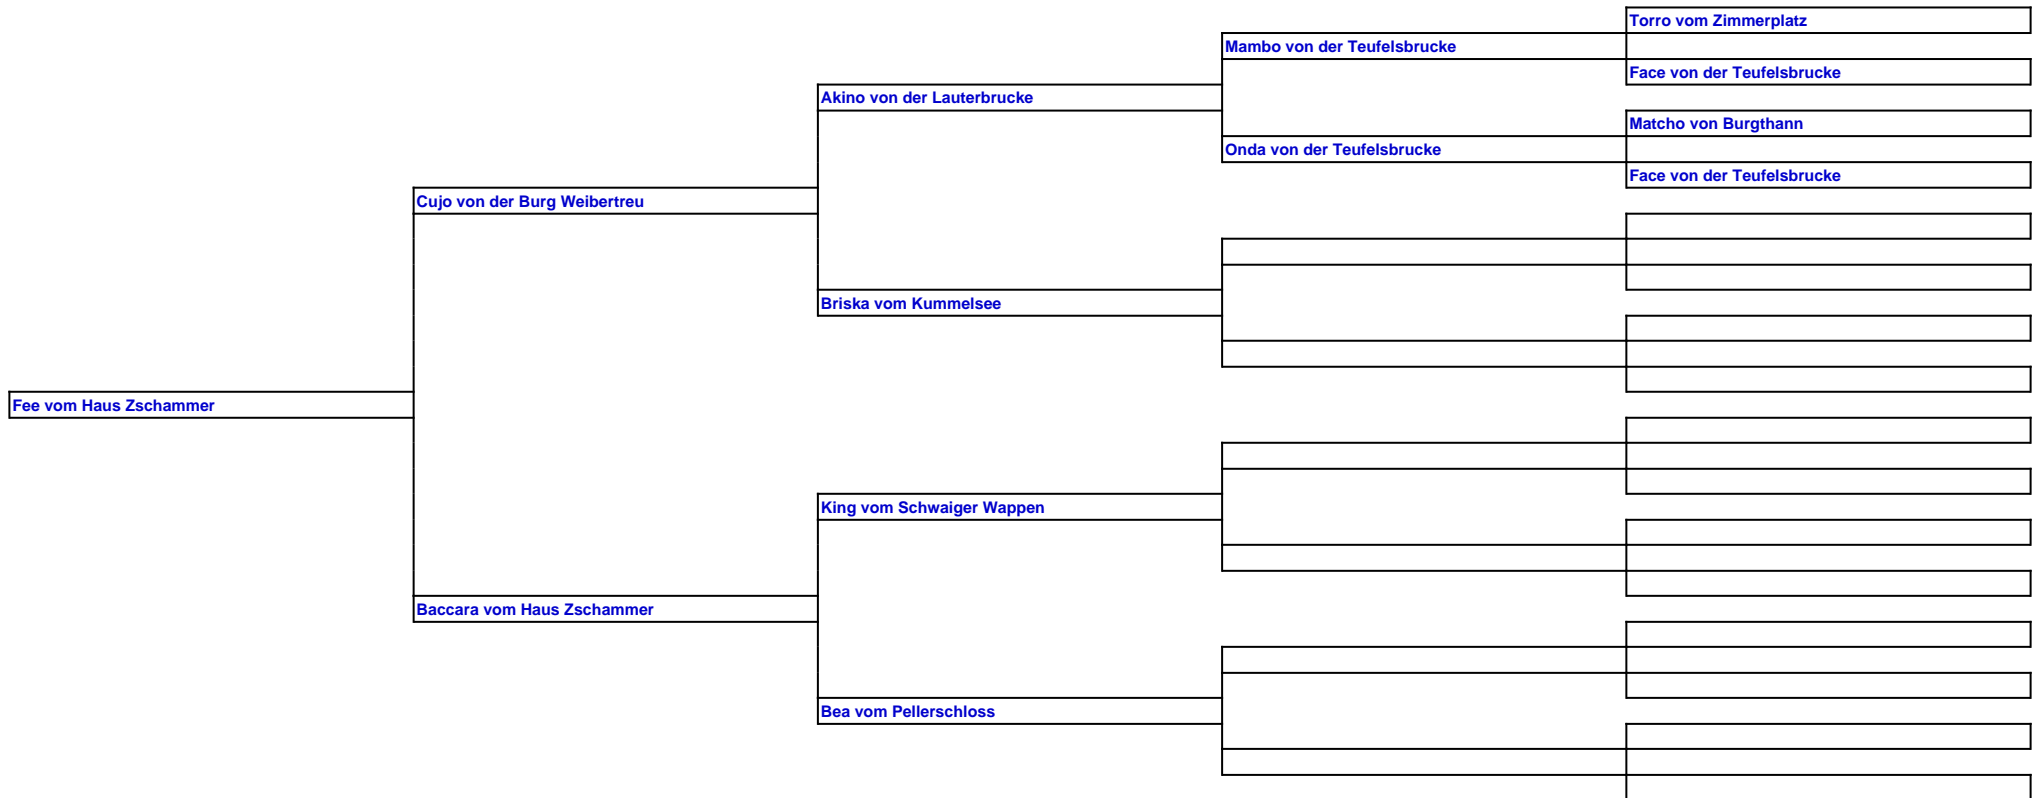 Torro vom Zimmerplatz
Mambo von der Teufelsbrucke
Face von der Teufelsbrucke
Akino von der Lauterbrucke
Matcho von Burgthann
Onda von der Teufelsbrucke
Face von der Teufelsbrucke
Cujo von der Burg Weibertreu
Briska vom Kummelsee
Fee vom Haus Zschammer
King vom Schwaiger Wappen
Baccara vom Haus Zschammer
Bea vom Pellerschloss